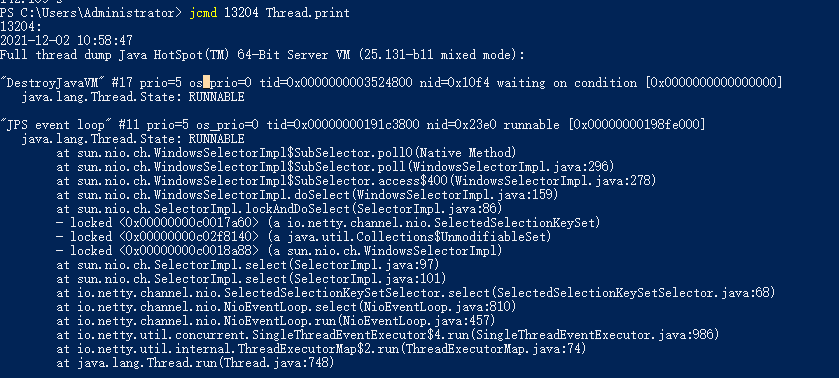 PS C:\Users\Administrator> jcmd 13204 Thread.print
13204:
2021-12-02 10:58:47
Full thread dump Java HotSpot(TM) 64-Bit Server VM (25.131-b11 mixed mode):
"DestroyJavaVM" #17 prio=5 os_prio=0 tid=0x0000000003524800 nid=0x10f4 waiting on condition [0x0000000000000000]
java.lang.Thread.State: RUNNABLE
"JPS event loop" #11 prio=5 os_prio=0 tid=0x00000000191c3800 nid=0x23e0 runnable [0x00000000198fe000]
java.lang.Thread.State: RUNNABLE
at sun.nio.ch.WindowsSelectorImpl$SubSelector.poll0(Native Method)
at sun.nio.ch.WindowsSelectorImpl$SubSelector.poll(WindowsSelectorImpl.java:296)
at sun.nio.ch.WindowsSelectorImpl$SubSelector.access$400(WindowsSelectorImpl.java:278)
at sun.nio.ch.WindowsSelectorImpl.doSelect(WindowsSelectorImpl.java:159)
at sun.nio.ch.SelectorImpl.lockAndDoSelect(SelectorImpl.java:86)
- locked <0x00000000c0017a60> (a io.netty.channel.nio.SelectedSelectionKeySet)
- locked <0x00000000c02f8140> (a java.util.Collections$UnmodifiableSet)
- locked <0x00000000c0018a88> (a sun.nio.ch.WindowsSelectorImpl)
at sun.nio.ch.SelectorImpl.select(SelectorImpl.java:97)
at sun.nio.ch.SelectorImpl.select(SelectorImpl.java:101)
at io.netty.channel.nio.SelectedSelectionKeySetSelector.select(SelectedSelectionKeySetSelector.java:68)
at io.netty.channel.nio.NioEventLoop.select(NioEventLoop.java:810)
at io.netty.channel.nio.NioEventLoop.run(NioEventLoop.java:457)
at io.netty.util.concurrent.SingleThreadEventExecutor$4.run(SingleThreadEventExecutor.java:986)
at io.netty.util.internal.ThreadExecutorMap$2.run(ThreadExecutorMap.java:74)
at java.lang.Thread.run(Thread.java:748)